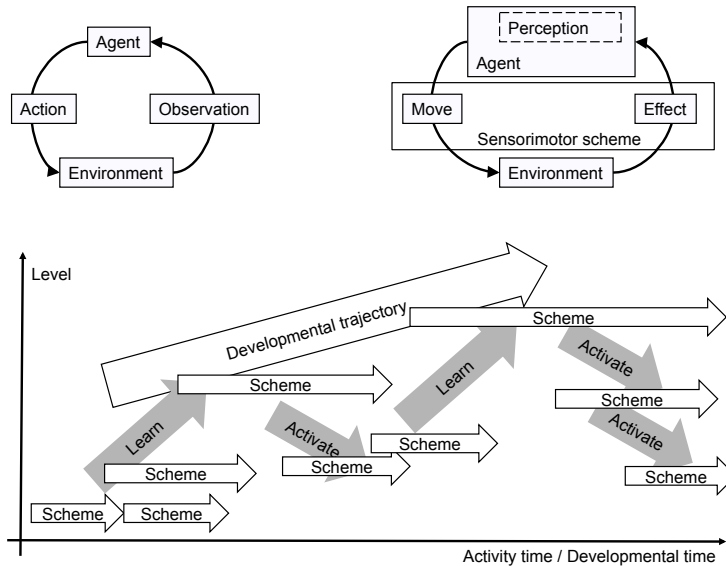 Agent
Action
Observation
Environment
Perception
Agent
Move
Effect
Sensorimotor scheme
Environment
Level
Developmental trajectory
Scheme
Learn
Activate
Scheme
Learn
Activate
Scheme
Scheme
Scheme
Activate
Scheme
Scheme
Scheme
Scheme
Scheme
Activity time / Developmental time